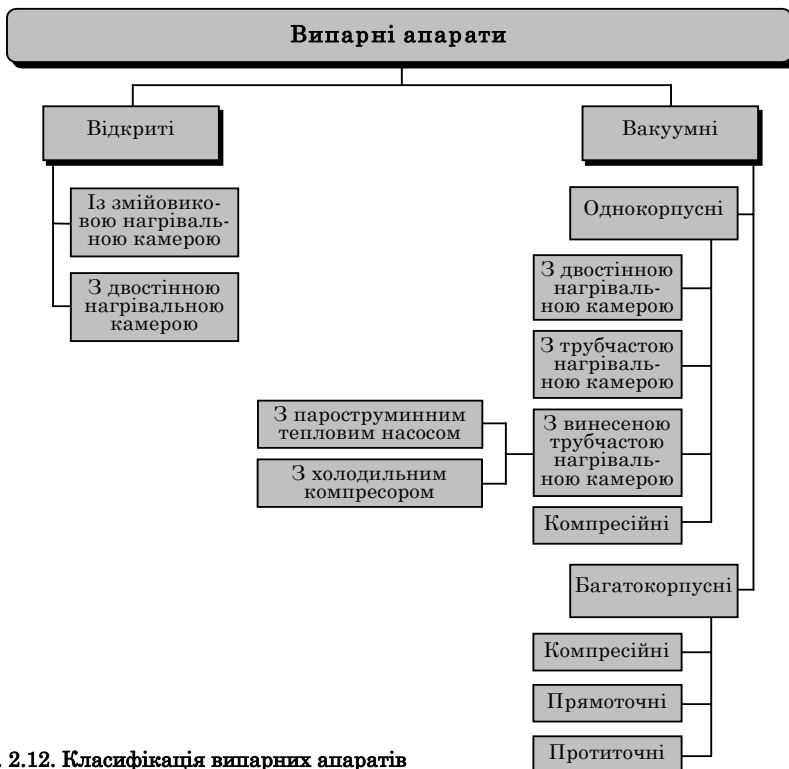 Випарні апарати
Відкриті
Із змійовико-
вою нагріваль-
ною камерою
З двостінною
нагрівальною
камерою
Вакуумні
Однокорпусні
З двостінною
нагріваль-
ною камерою
З трубчастою
нагріваль-
ною камерою
З винесеною
трубчастою
нагріваль-
ною камерою
З пароструминним
тепловим насосом
З холодильним
компресором
Компресійні
Багатокорпусні
Компресійні
Прямоточні
Протиточні
. 2.12. Класифікація випарних апаратів